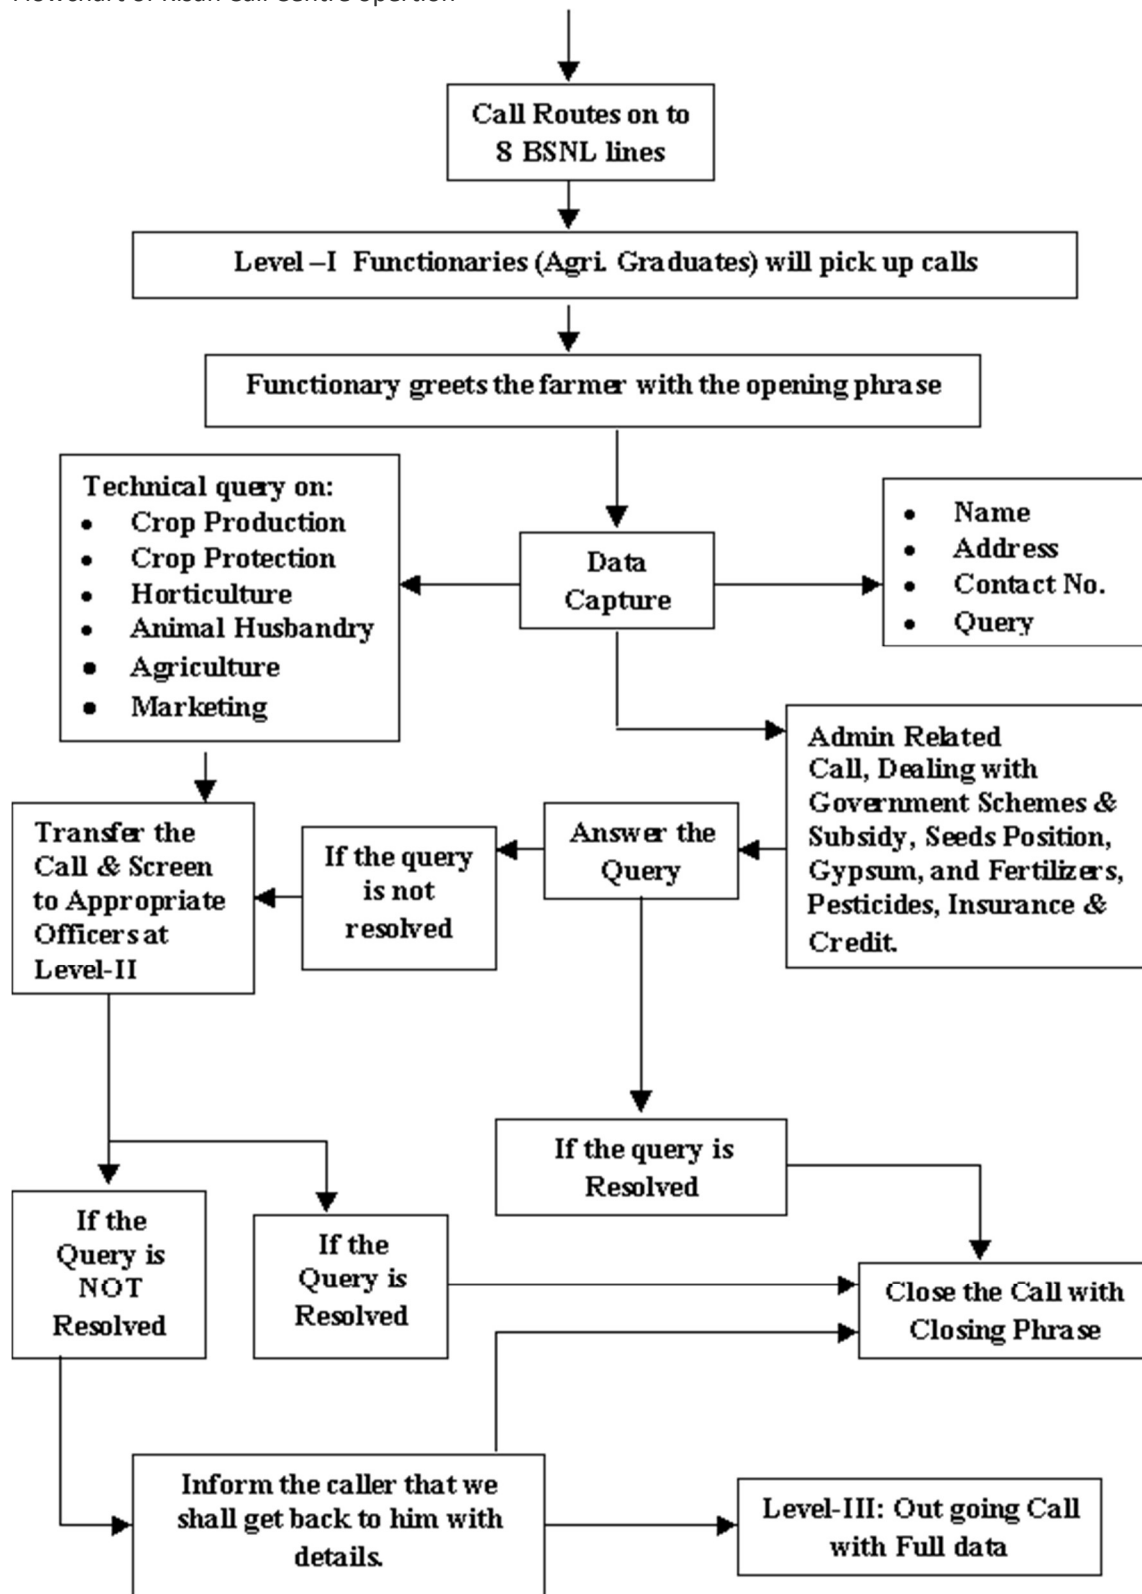 Flowchart of Kisan Call Centre Opertion
Call Routes on to
8 BSNL lines
Level –I Functionaries (Agri. Graduates) will pick up calls
Functionary greets the farmer with the opening phrase
Technical query on:
• Crop Production
• Crop Protection
• Horticulture
• Animal Husbandry
• Agriculture
• Marketing
Data
Capture
• Name
• Address
• Contact No.
• Query
Admin Related
Call, Dealing with
Government Schemes &
Subsidy, Seeds Position,
Gypsum, and Fertilizers,
Pesticides, Insurance &
Credit.
Answer the
Query
If the query
is not
resolved
Transfer the
Call & Screen
to Appropriate
Officers at
Level-II
If the query is
Resolved
If the
Query is
NOT
Resolved
If the
Query is
Resolved
Close the Call with
Closing Phrase
Inform the caller that we
shall get back to him with
details.
Level-III: Out going Call
with Full data